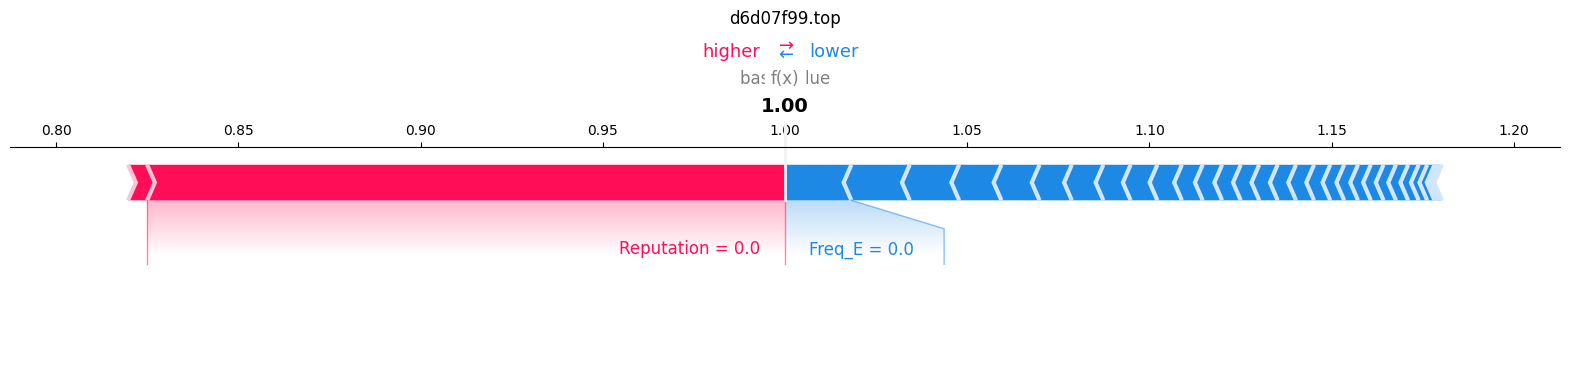 d6d07f99.top
higher ⇄ lower
f(x)
1.00
0.80 0.85 0.90 0.95 1.00 1.05 1.10 1.15 1.20
Reputation = 0.0 Freq_E = 0.0